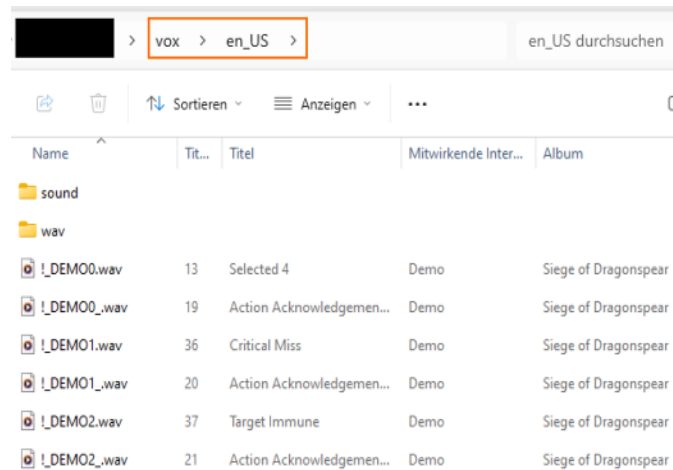 > vox > en_US > en_US durchsuchen
Sortieren Anzeigen ...
Name Tit... Titel Mitwirkende Inter... Album
sound
wav
!_DEMO0.wav 13 Selected 4 Demo Siege of Dragonspear
!_DEMO0_.wav 19 Action Acknowledgemen... Demo Siege of Dragonspear
!_DEMO1.wav 36 Critical Miss Demo Siege of Dragonspear
!_DEMO1_.wav 20 Action Acknowledgemen... Demo Siege of Dragonspear
!_DEMO2.wav 37 Target Immune Demo Siege of Dragonspear
!_DEMO2_.wav 21 Action Acknowledgemen... Demo Siege of Dragonspear